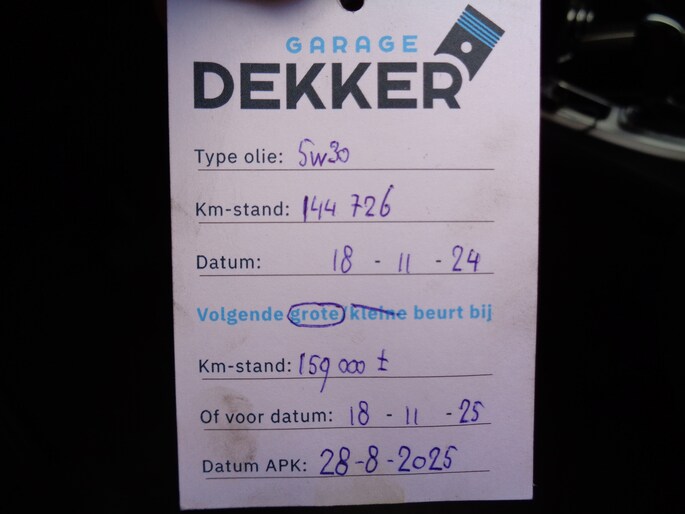 GARAGE
DEKKER
Type olie: 5w30
Km-stand: 144 726
Datum: 18 - 11 - 24
Volgende grote/kleine beurt bij
Km-stand: 159 000 ±
Of voor datum: 18 - 11 - 25
Datum APK: 28-8-2025